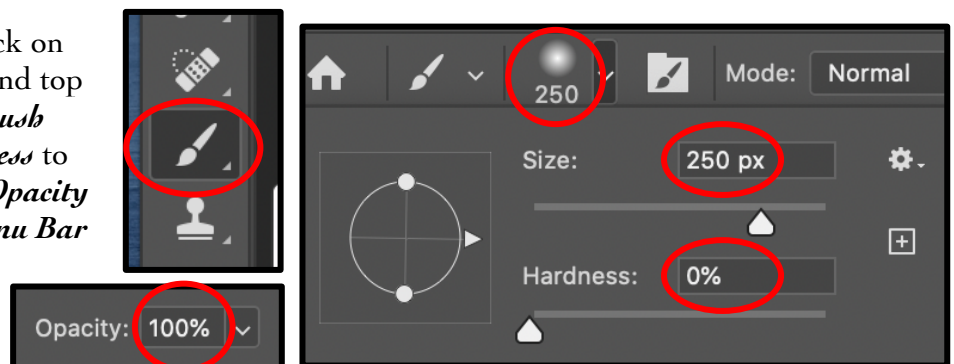 ck on
nd top
ush
ess to
Opacity
nu Bar
250
Mode: Normal
Size: 250 px
Hardness: 0%
Opacity: 100%